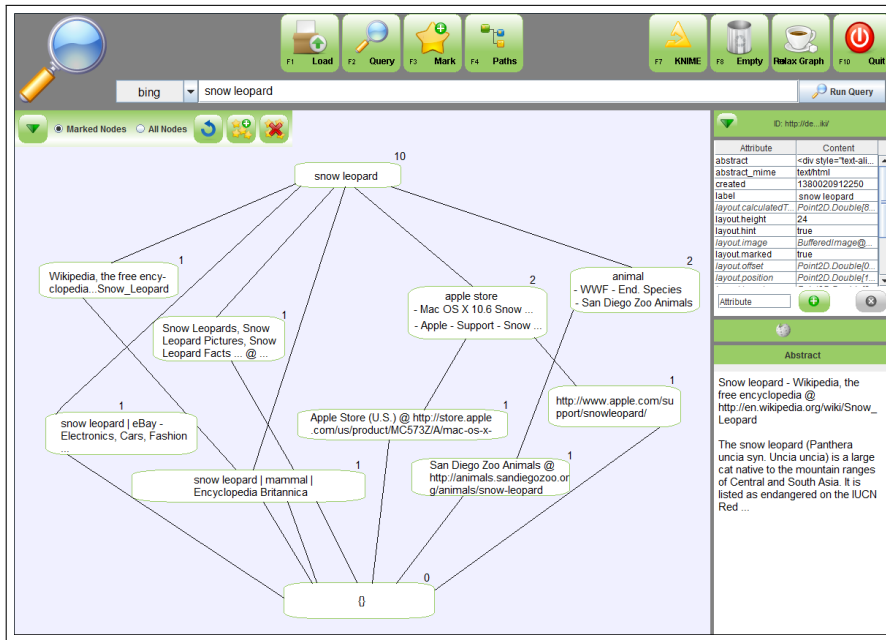 F1 Load
F2 Query
F3 Mark
F4 Paths
F7 KNIME
F8 Empty
Relax Graph
F10 Quit
bing
snow leopard
Run Query
Marked Nodes
All Nodes
10
snow leopard
1
Wikipedia, the free ency-
clopedia...Snow_Leopard
1
Snow Leopards, Snow
Leopard Pictures, Snow
Leopard Facts ... @ ...
2
apple store
- Mac OS X 10.6 Snow ...
- Apple - Support - Snow ...
2
animal
- WWF - End. Species
- San Diego Zoo Animals
1
snow leopard | eBay -
Electronics, Cars, Fashion
...
1
Apple Store (U.S.) @ http://store.apple
.com/us/product/MC573Z/A/mac-os-x-
1
http://www.apple.com/su
pport/snowleopard/
1
snow leopard | mammal |
Encyclopedia Britannica
1
San Diego Zoo Animals @
http://animals.sandiegozoo.or
g/animals/snow-leopard
0
{}
ID: http://de...iki/
Attribute Content
abstract <div style="text-ali...
abstract_mime text/html
created 1380020912250
label snow leopard
layout.calculatedT... Point2D.Double[8...
layout.height 24
layout.hint true
layout.image BufferedImage@...
layout.marked true
layout.offset Point2D.Double[0...
layout.position Point2D.Double[1...
Attribute
Abstract
Snow leopard - Wikipedia, the
free encyclopedia @
http://en.wikipedia.org/wiki/Snow_
Leopard
The snow leopard (Panthera
uncia syn. Uncia uncia) is a large
cat native to the mountain ranges
of Central and South Asia. It is
listed as endangered on the IUCN
Red ...